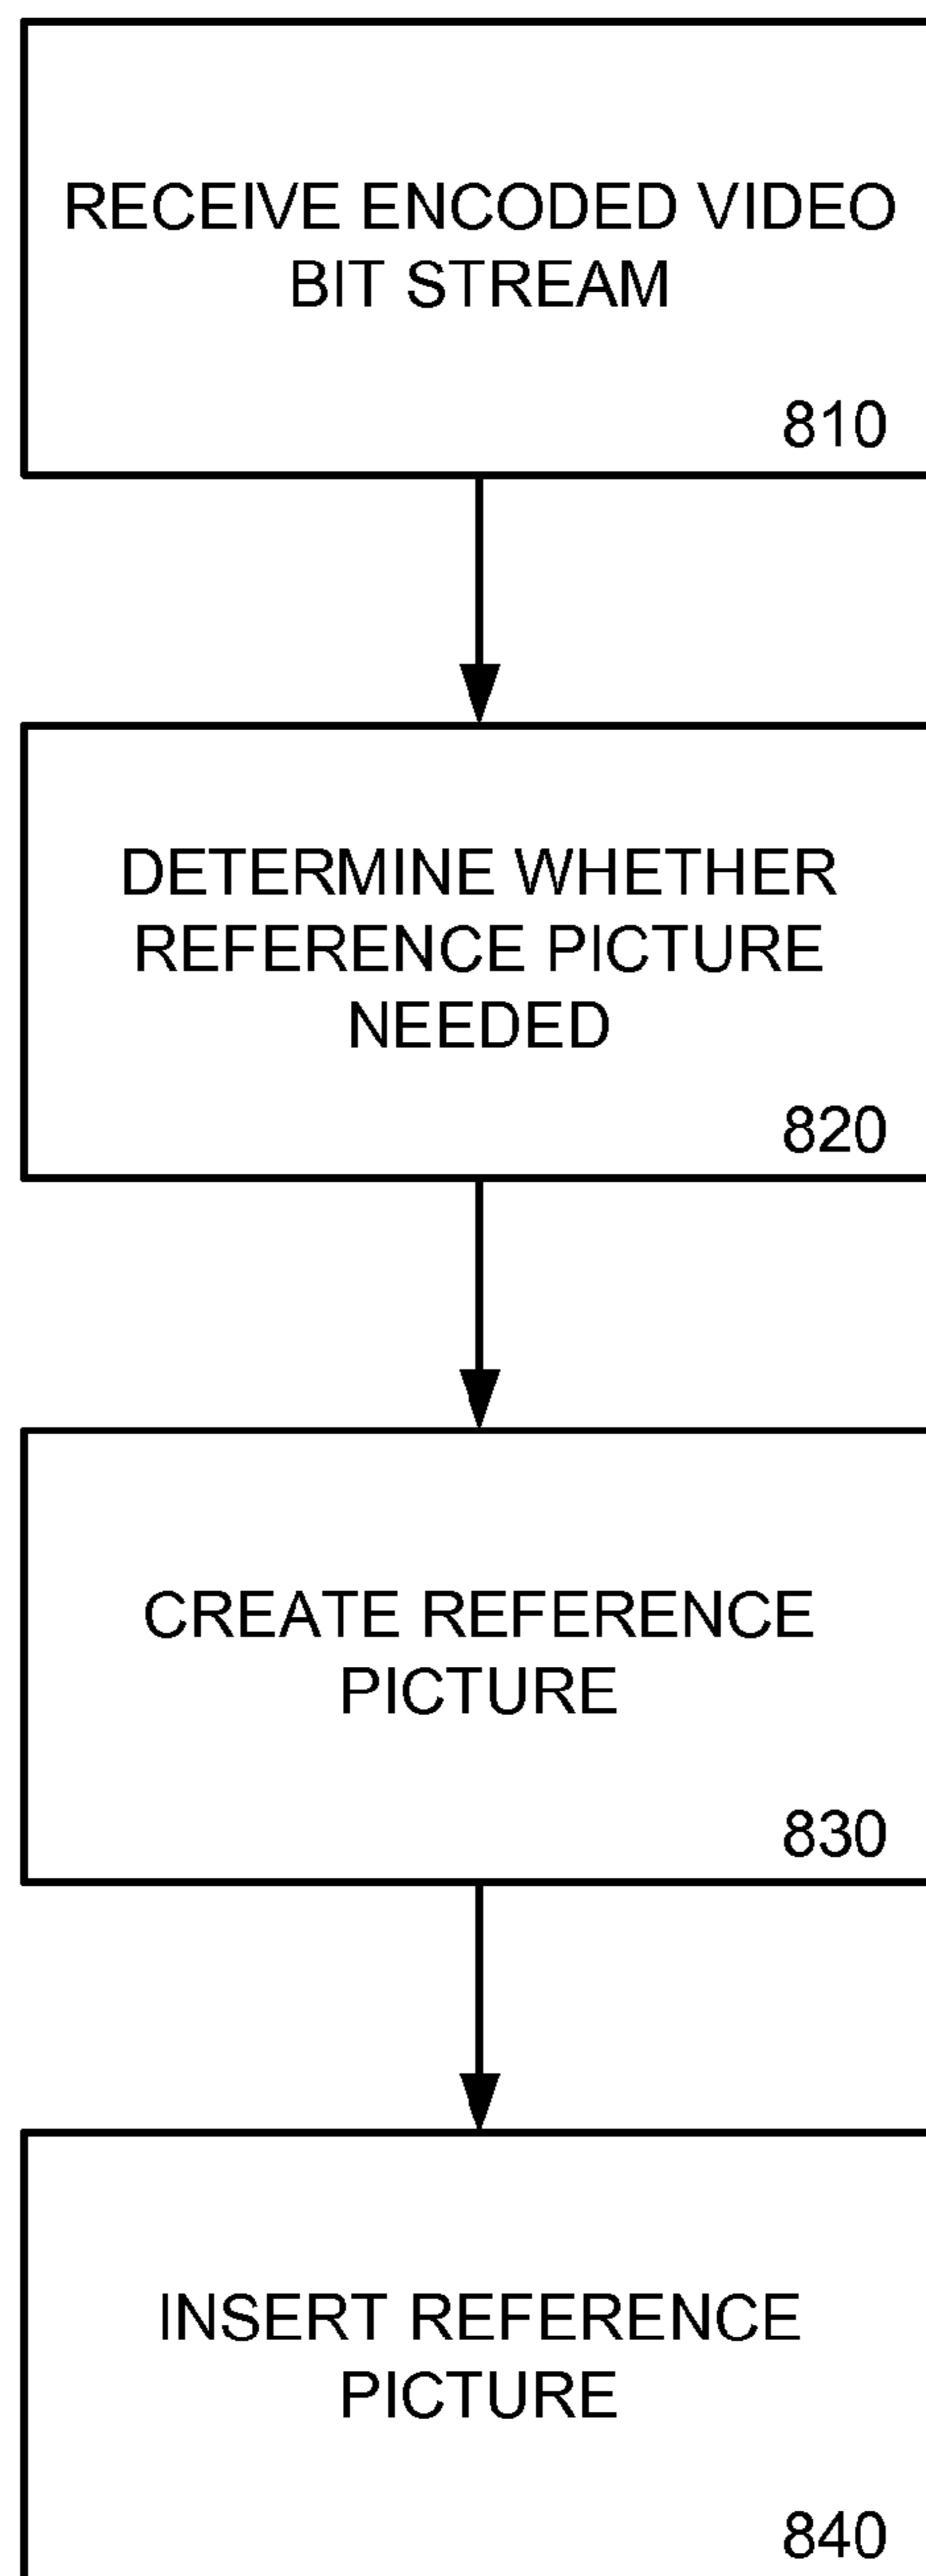 RECEIVE ENCODED VIDEO
BIT STREAM
810
DETERMINE WHETHER
REFERENCE PICTURE
NEEDED
820
CREATE REFERENCE
PICTURE
830
INSERT REFERENCE
PICTURE
840